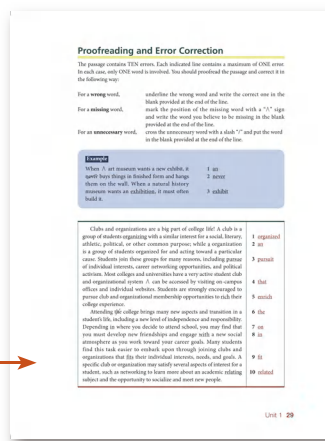 Proofreading and Error Correction
The passage contains TEN errors. Each indicated line contains a maximum of ONE error.
In each case, only ONE word is involved. You should proofread the passage and correct it in
the following way:
For a wrong word, underline the wrong word and write the correct one in the
blank provided at the end of the line.
For a missing word, mark the position of the missing word with a "∧" sign
and write the word you believe to be missing in the blank
provided at the end of the line.
For an unnecessary word, cross the unnecessary word with a slash "/" and put the word
in the blank provided at the end of the line.
Example
When ∧ art museum wants a new exhibit, it 1 an
never buys things in finished form and hangs 2 never
them on the wall. When a natural history
museum wants an exhibition, it must often 3 exhibit
build it.
Clubs and organizations are a big part of college life! A club is a
group of students organizing with a similar interest for a social, literary, 1 organized
athletic, political, or other common purpose; while a organization 2 an
is a group of students organized for and acting toward a particular
cause. Students join these groups for many reasons, including pursue 3 pursuit
of individual interests, career networking opportunities, and political
activism. Most colleges and universities have a very active student club
and organizational system ∧ can be accessed by visiting on campus 4 that
offices and individual websites. Students are strongly encouraged to
pursue club and organizational membership opportunities to rich their 5 enrich
college experience.
Attending the college brings many new aspects and transition in a 6 the
student's life, including a new level of independence and responsibility.
Depending in where you decide to attend school, you may find that 7 on
you must develop new friendships and engage with a new social 8 in
atmosphere as you work toward your career goals. Many students
find this task easier to embark upon through joining clubs and
organizations that fits their individual interests, needs, and goals. A 9 fit
specific club or organization may satisfy several aspects of interest for a
student, such as networking to learn more about an academic relating 10 related
subject and the opportunity to socialize and meet new people.
Unit 1 29